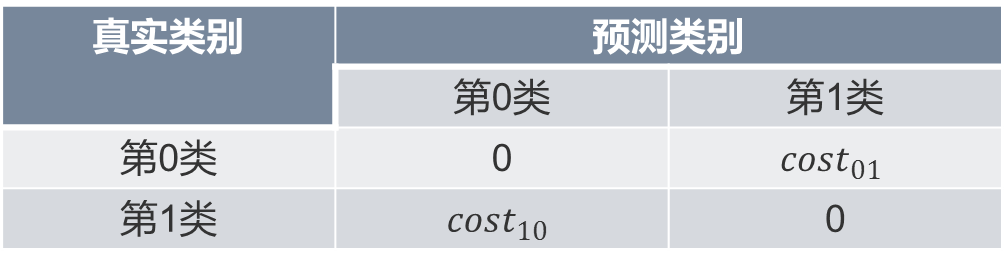 真实类别 预测类别
第0类 第1类
第0类 0 cost₀₁
第1类 cost₁₀ 0